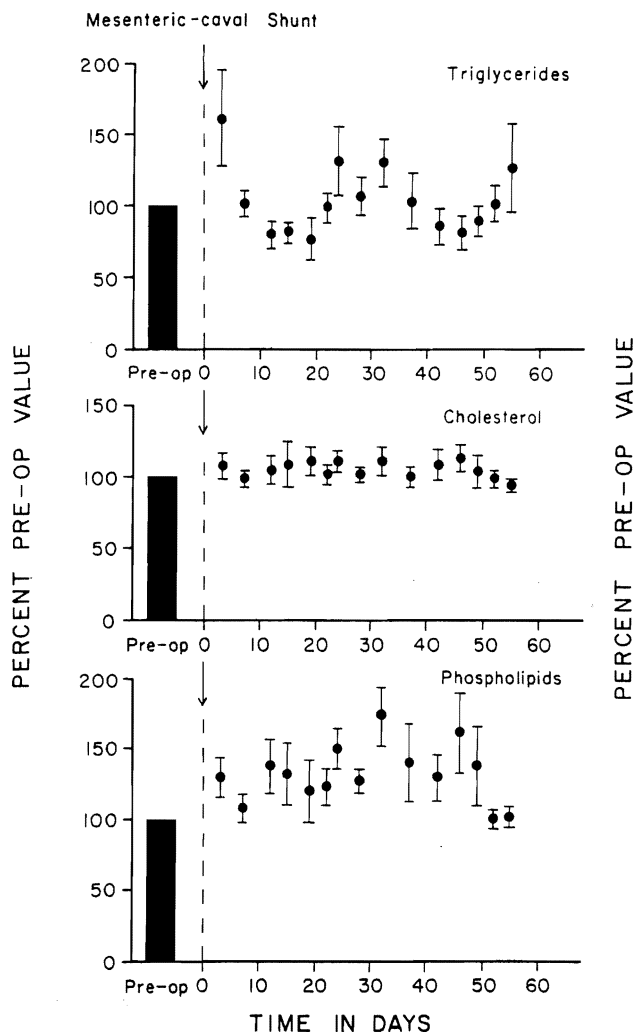 Mesenteric-caval Shunt
Triglycerides
200
150
100
50
0
Pre-op 0 10 20 30 40 50 60
Cholesterol
150
100
50
0
Pre-op 0 10 20 30 40 50 60
Phospholipids
200
150
100
50
0
Pre-op 0 10 20 30 40 50 60
TIME IN DAYS
PERCENT PRE-OP VALUE
PERCENT PRE-OP VALUE